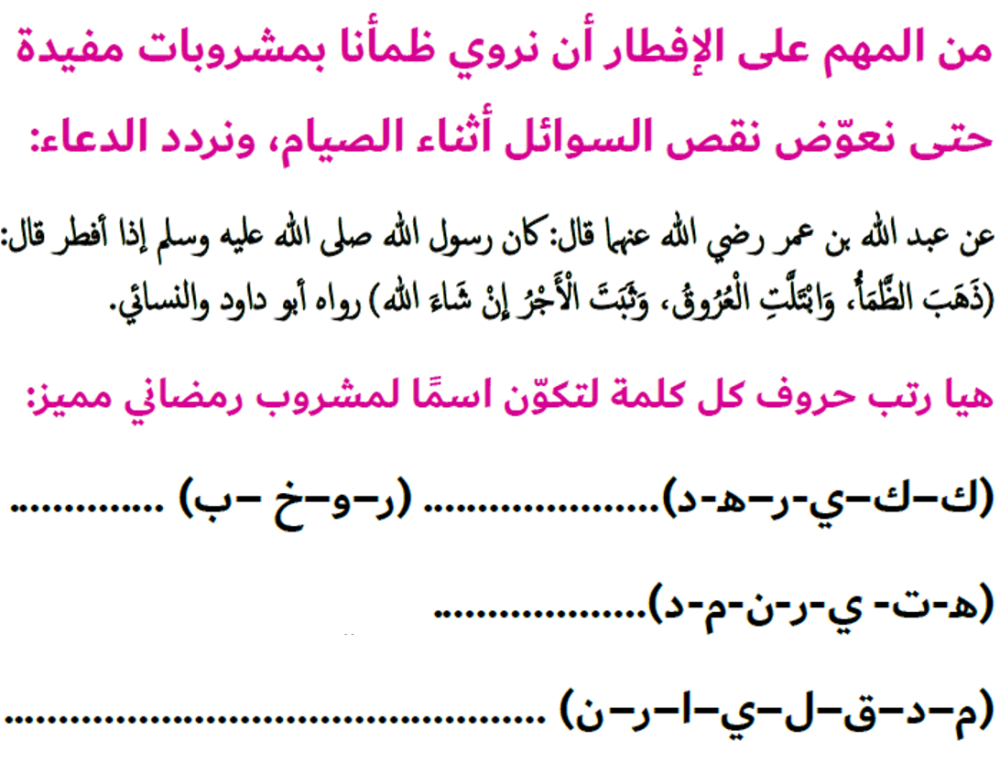 من المهم على الإفطار أن نروي ظمأنا بمشروبات مفيدة
حتى نعوّض نقص السوائل أثناء الصيام، ونردد الدعاء:
عن عبد الله بن عمر رضي الله عنهما قال: كان رسول الله صلى الله عليه وسلم إذا أفطر قال:
(ذَهَبَ الظَّمَأُ، وَابْتَلَّتِ الْعُرُوقُ، وَثَبَتَ الْأَجْرُ إِنْ شَاءَ الله) رواه أبو داود والنسائي.
هيا رتب حروف كل كلمة لتكوّن اسمًّا لمشروب رمضاني مميز:
(ك–ك–ي-ر–هـ-د)..................... (ر–و–خ –ب) ..............
(هـ-ت- ي-ر-ن-م-د)....................
(م–د–ق–ل–ي–ا–ر–ن) ..................................................